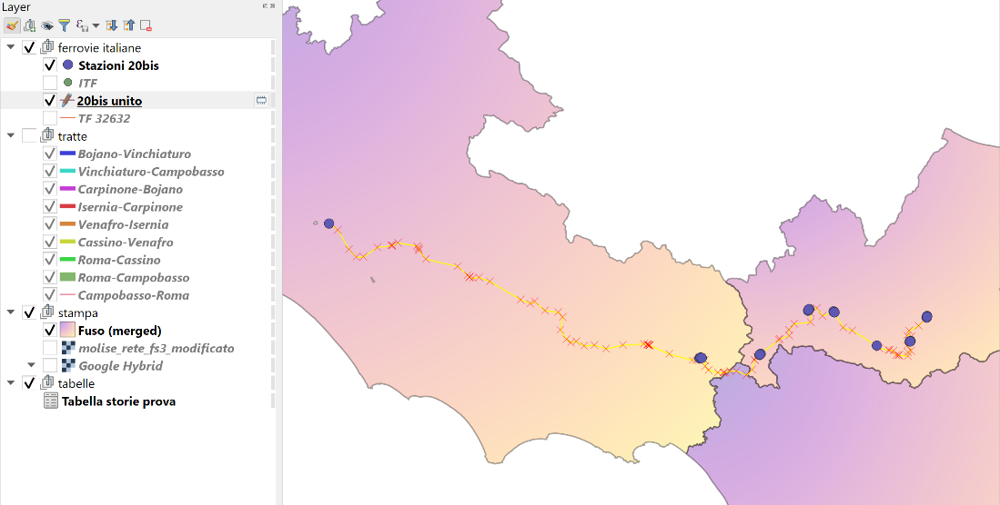 Layer
ferrovie italiane
Stazioni 20bis
ITF
20bis unito
TF 32632
tratte
Bojano-Vinchiaturo
Vinchiaturo-Campobasso
Carpinone-Bojano
Isernia-Carpinone
Venafro-Isernia
Cassino-Venafro
Roma-Cassino
Roma-Campobasso
Campobasso-Roma
stampa
Fuso (merged)
molise_rete_fs3_modificato
Google Hybrid
tabelle
Tabella storie prova